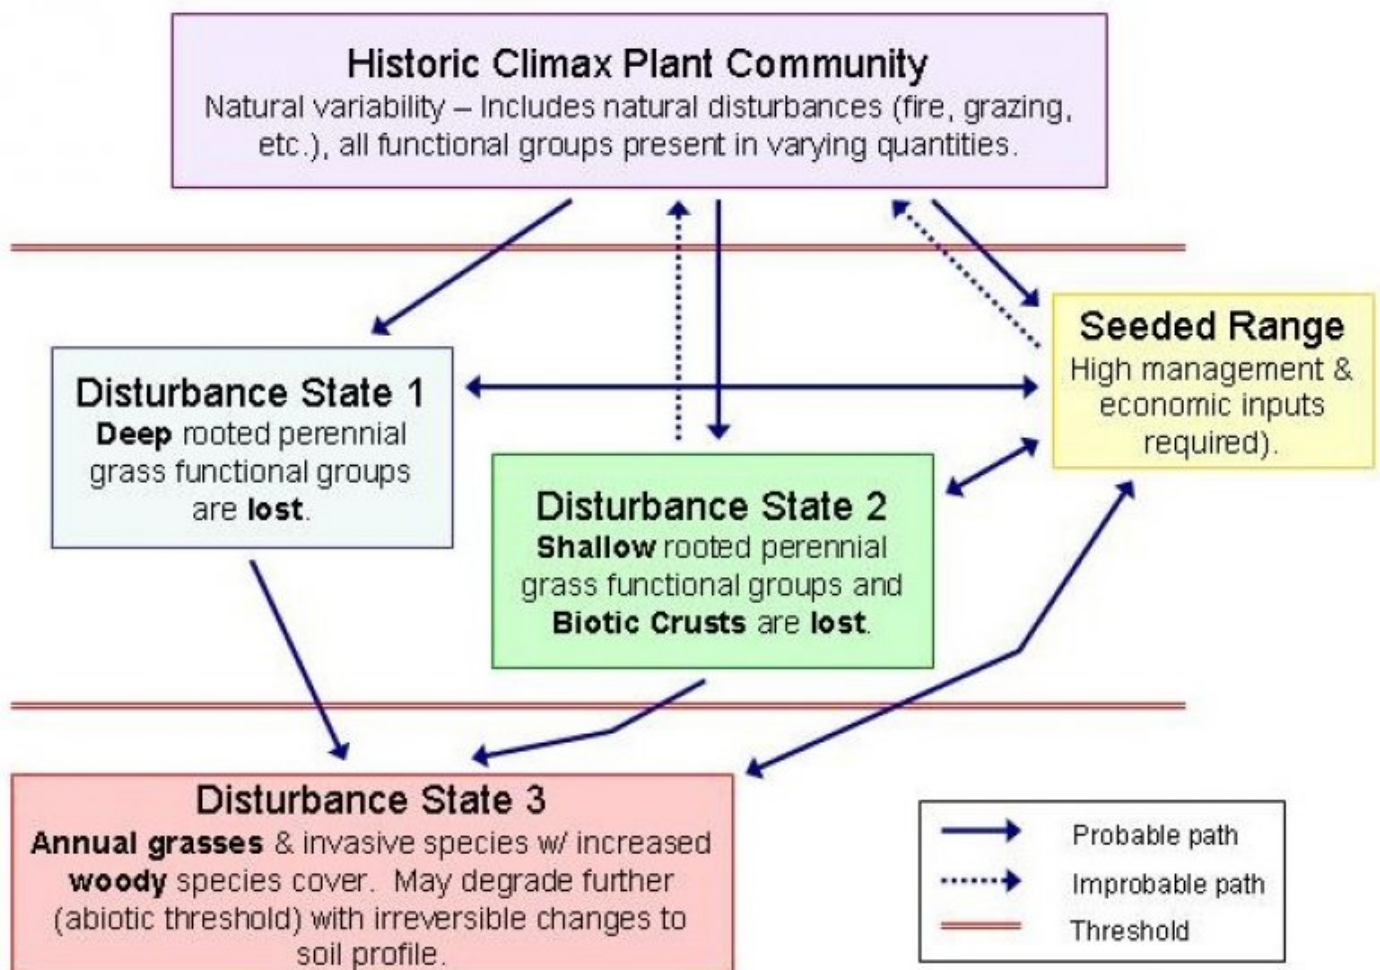 Historic Climax Plant Community
Natural variability – Includes natural disturbances (fire, grazing,
etc.), all functional groups present in varying quantities.
Seeded Range
High management &
economic inputs
required).
Disturbance State 1
Deep rooted perennial
grass functional groups
are lost.
Disturbance State 2
Shallow rooted perennial
grass functional groups and
Biotic Crusts are lost.
Disturbance State 3
Annual grasses & invasive species w/ increased
woody species cover. May degrade further
(abiotic threshold) with irreversible changes to
soil profile.
Probable path
Improbable path
Threshold